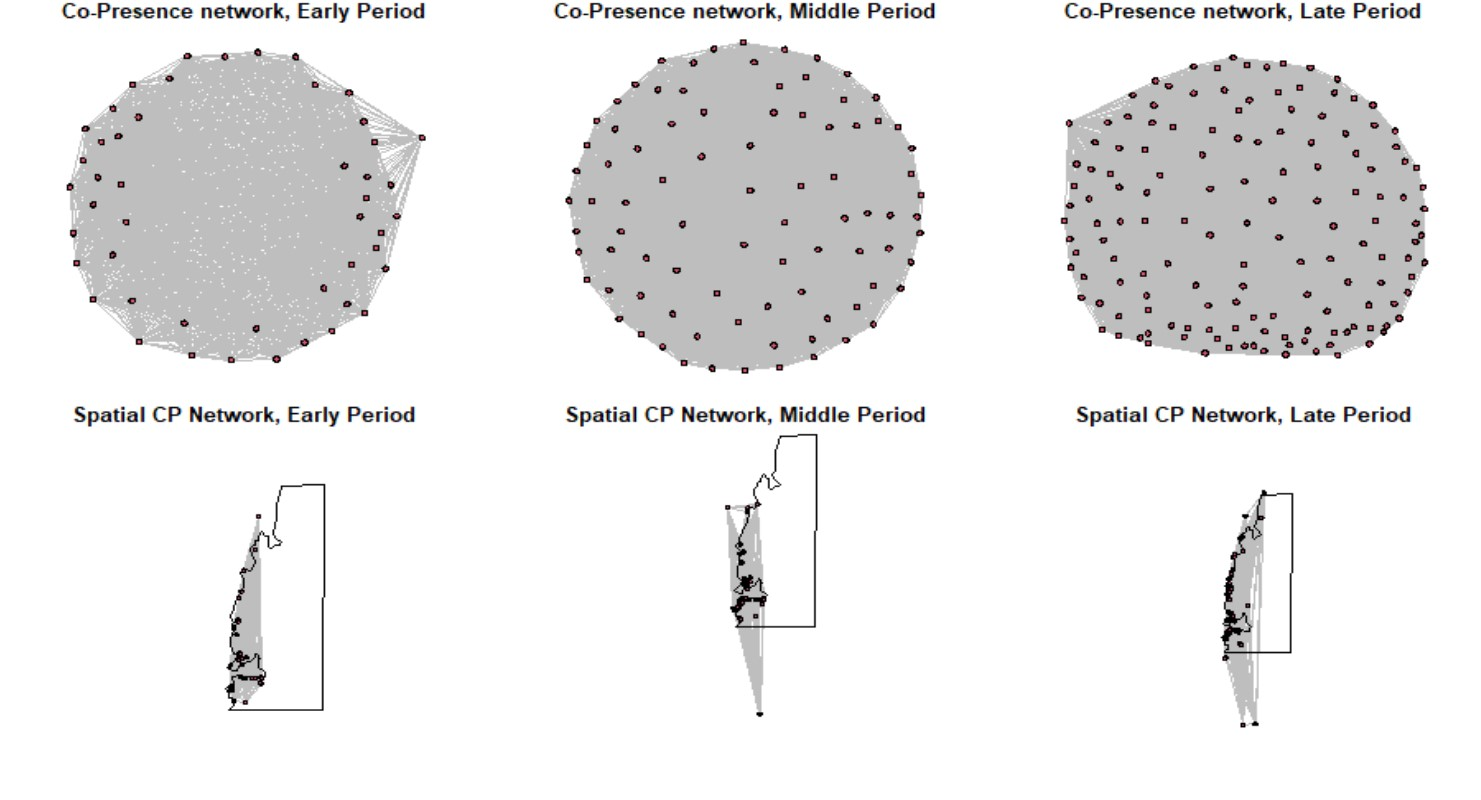 Co-Presence network, Early Period
Co-Presence network, Middle Period
Co-Presence network, Late Period
Spatial CP Network, Early Period
Spatial CP Network, Middle Period
Spatial CP Network, Late Period